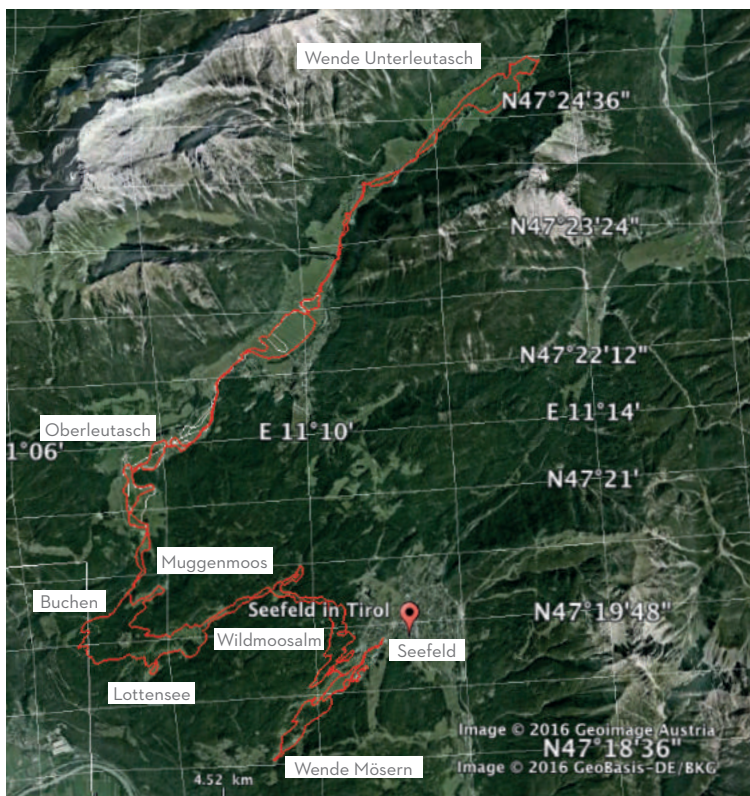 Wende Unterleutasch
N47°24'36"
N47°23'24"
N47°22'12"
E 11°14'
Oberleutasch
E 11°10'
1°06'
N47°21'
Muggenmoos
Buchen
Seefeld in Tirol
N47°19'48"
Wildmoosalm
Seefeld
Lottensee
Image © 2016 Geoimage Austria
N47°18'36"
Wende Mösern
Image © 2016 GeoBasis-DE/BKG
4.52 km